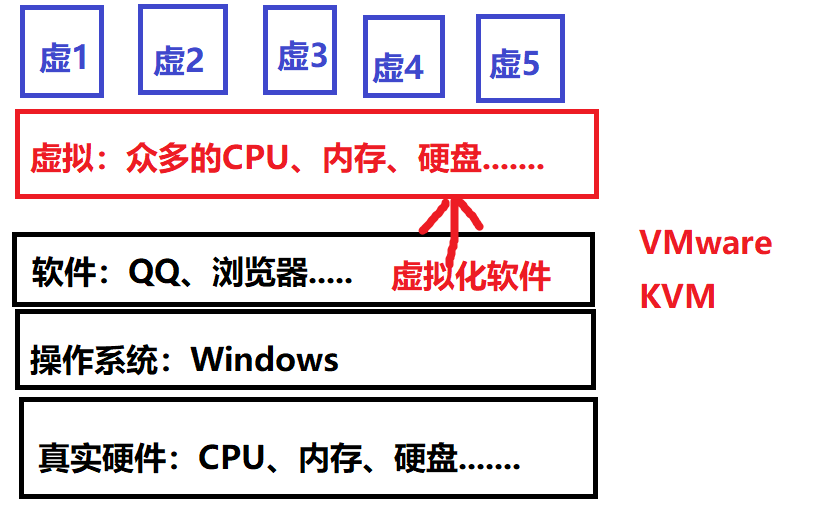 虚1 虚2 虚3 虚4 虚5
虚拟：众多的CPU、内存、硬盘.......
软件：QQ、浏览器..... 虚拟化软件
VMware
KVM
操作系统：Windows
真实硬件：CPU、内存、硬盘.......